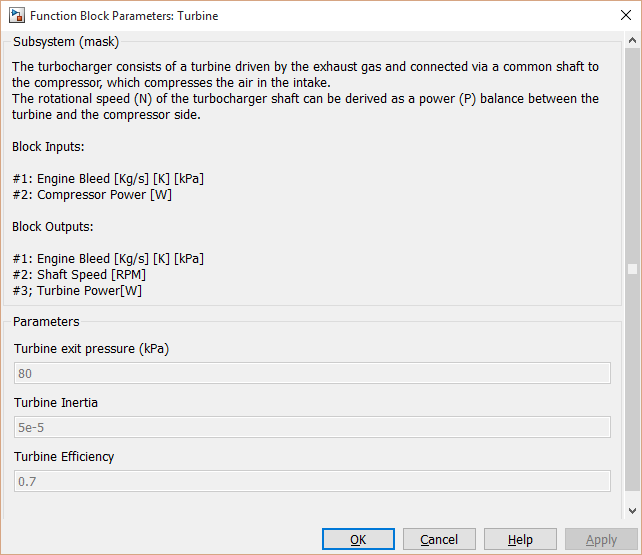 Function Block Parameters: Turbine
Subsystem (mask)
The turbocharger consists of a turbine driven by the exhaust gas and connected via a common shaft to
the compressor, which compresses the air in the intake.
The rotational speed (N) of the turbocharger shaft can be derived as a power (P) balance between the
turbine and the compressor side.
Block Inputs:
#1: Engine Bleed [Kg/s] [K] [kPa]
#2: Compressor Power [W]
Block Outputs:
#1: Engine Bleed [Kg/s] [K] [kPa]
#2: Shaft Speed [RPM]
#3; Turbine Power[W]
Parameters
Turbine exit pressure (kPa)
80
Turbine Inertia
5e-5
Turbine Efficiency
0.7
OK Cancel Help Apply